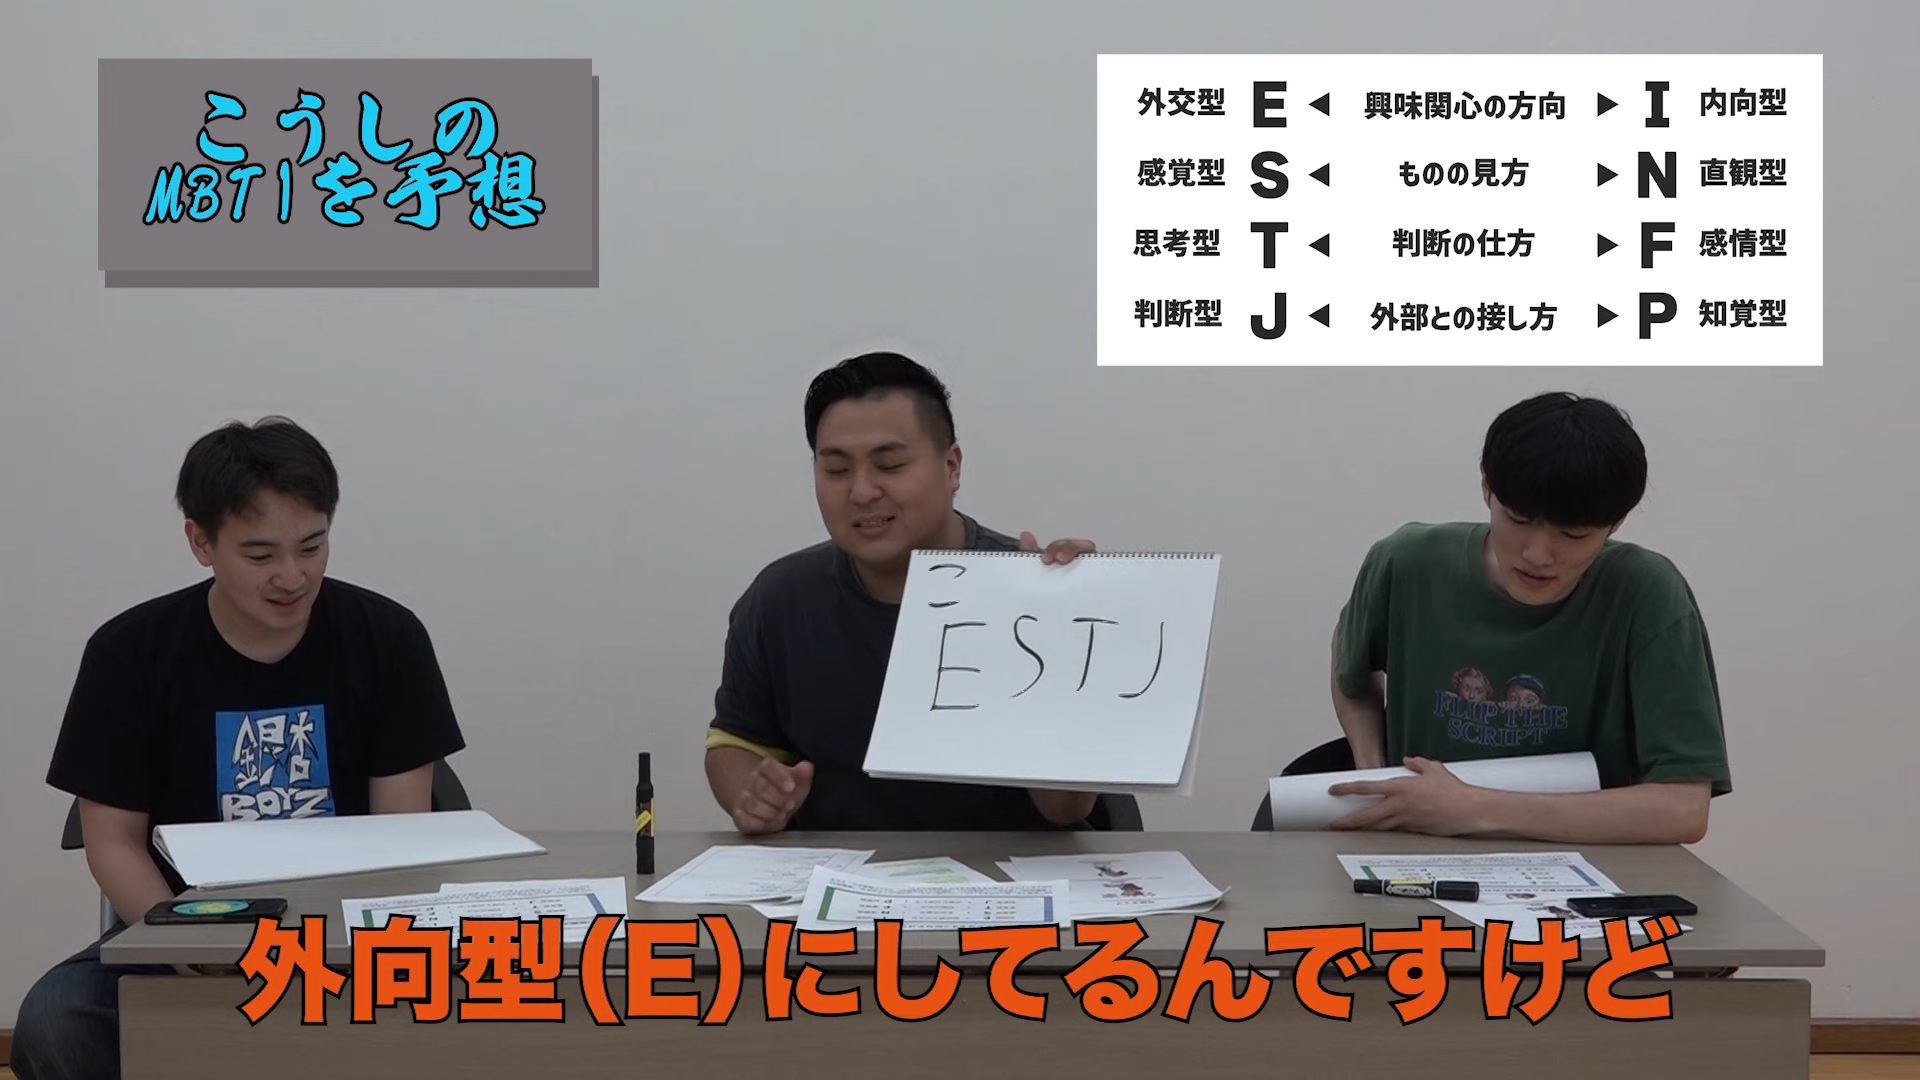 こうしの
MBTIを予想
外交型 E ◀ 興味関心の方向 ▶ I 内向型
感覚型 S ◀ ものの見方 ▶ N 直観型
思考型 T ◀ 判断の仕方 ▶ F 感情型
判断型 J ◀ 外部との接し方 ▶ P 知覚型
こ
ESTJ
銀杏
BOYZ
FLIP THE
SCRIPT
外向型(E)にしてるんですけど